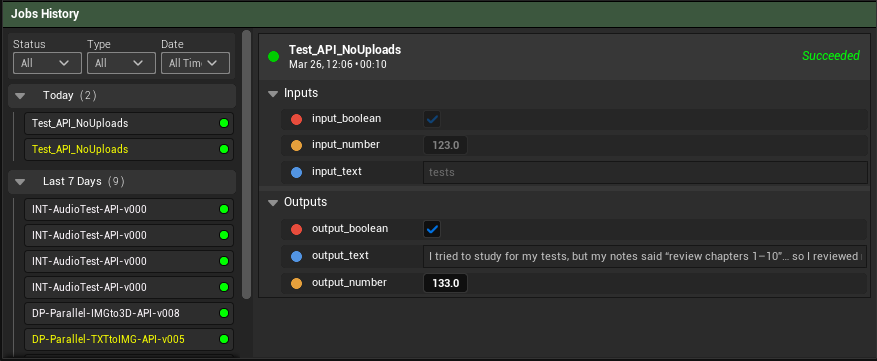 Jobs History
Status Type Date
All All All Tim
Today (2)
Test_API_NoUploads
Test_API_NoUploads
Last 7 Days (9)
INT-AudioTest-API-v000
INT-AudioTest-API-v000
INT-AudioTest-API-v000
INT-AudioTest-API-v000
DP-Parallel-IMGto3D-API-v008
DP-Parallel-TXTtoIMG-API-v005
Test_API_NoUploads
Mar 26, 12:06 • 00:10
Succeeded
Inputs
input_boolean
input_number 123.0
input_text tests
Outputs
output_boolean
output_text I tried to study for my tests, but my notes said “review chapters 1–10”… so I reviewed
output_number 133.0